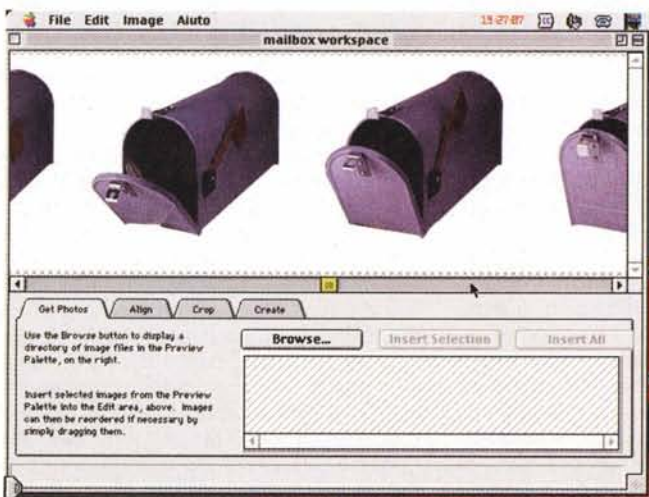 File Edit Image Aiuto 13:27:07
mailbox workspace
Get Photos Align Crop Create
Use the Browse button to display a
directory of image files in the Preview
Palette, on the right.
Insert selected images from the Preview
Palette into the Edit area, above. Images
can then be reordered if necessary by
simply dragging them.
Browse... Insert Selection Insert All